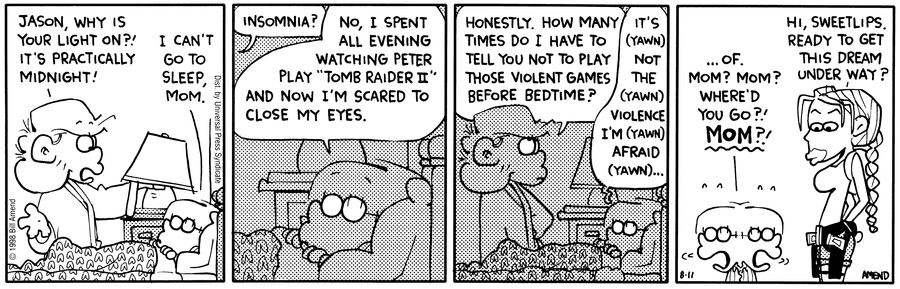 JASON, WHY IS
YOUR LIGHT ON?!
IT'S PRACTICALLY
MIDNIGHT!
I CAN'T
GO TO
SLEEP,
MOM.
© 1998 Bill Amend
Dist. by Universal Press Syndicate
INSOMNIA?
NO, I SPENT
ALL EVENING
WATCHING PETER
PLAY "TOMB RAIDER II"
AND NOW I'M SCARED TO
CLOSE MY EYES.
HONESTLY. HOW MANY
TIMES DO I HAVE TO
TELL YOU NOT TO PLAY
THOSE VIOLENT GAMES
BEFORE BEDTIME?
IT'S
(YAWN)
NOT
THE
(YAWN)
VIOLENCE
I'M (YAWN)
AFRAID
(YAWN)...
...OF.
MOM? MOM?
WHERE'D
YOU GO?!
MOM?!
HI, SWEETLIPS.
READY TO GET
THIS DREAM
UNDER WAY?
8-11
AMEND